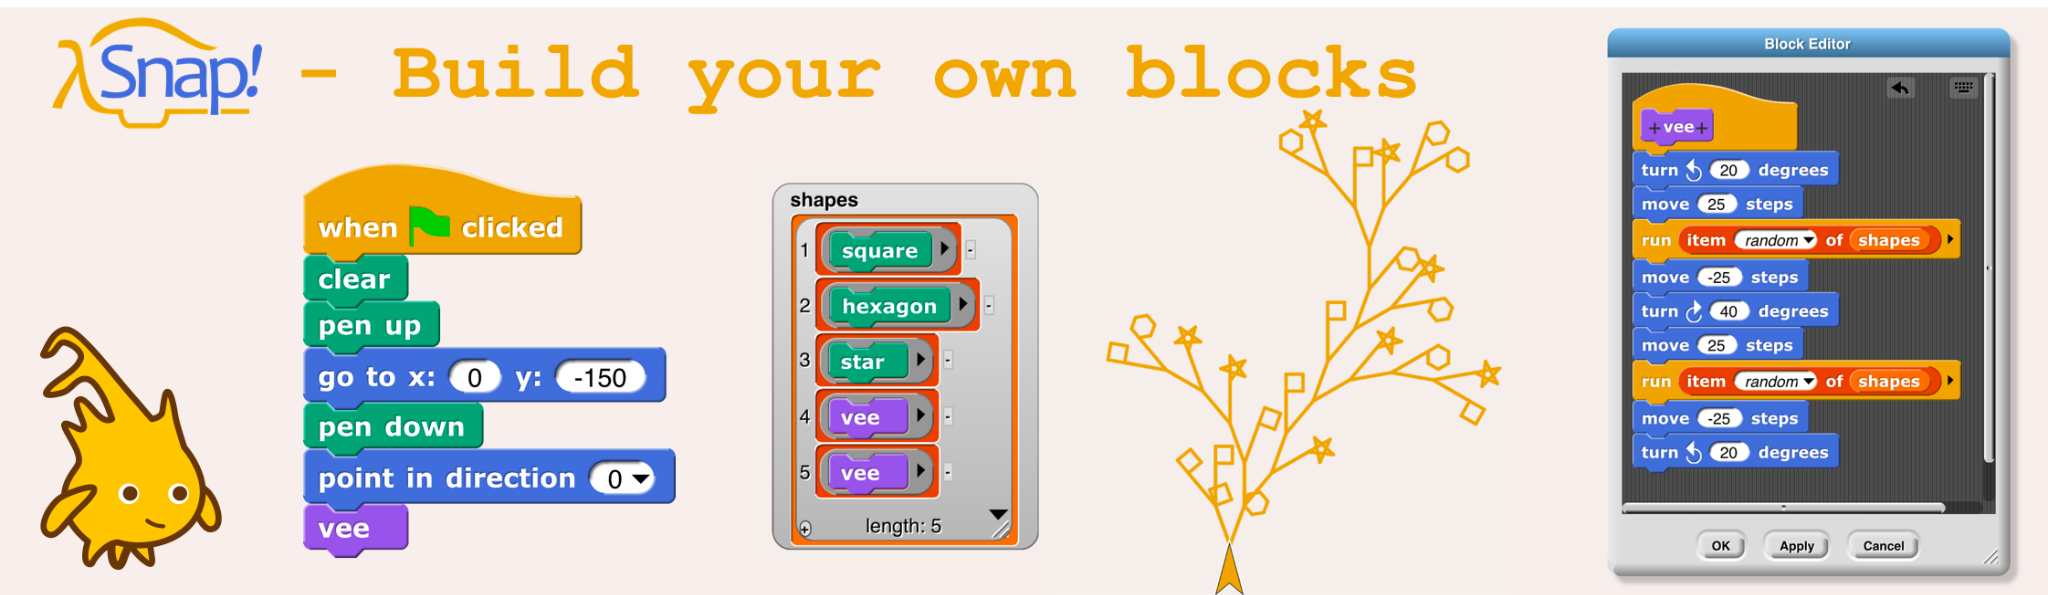 λSnap! - Build your own blocks
when clicked
clear
pen up
go to x: 0 y: -150
pen down
point in direction 0
vee
shapes
1 square -
2 hexagon -
3 star -
4 vee -
5 vee -
+ length: 5
Block Editor
+vee+
turn 20 degrees
move 25 steps
run item random of shapes
move -25 steps
turn 40 degrees
move 25 steps
run item random of shapes
move -25 steps
turn 20 degrees
OK Apply Cancel